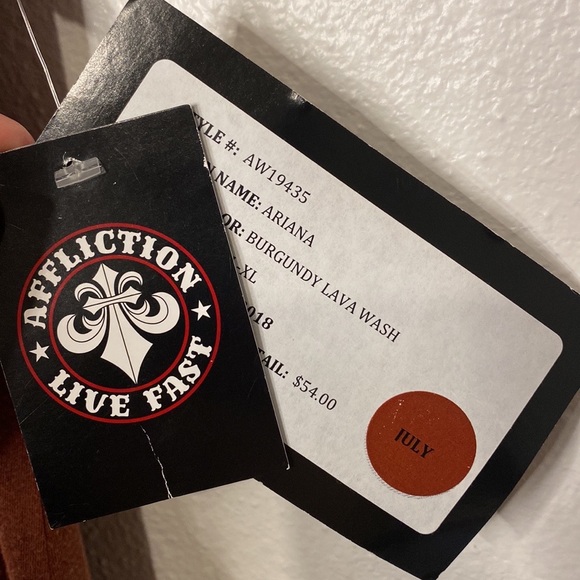 AFFLICTION
LIVE FAST
YLE #: AW19435
NAME: ARIANA
OR: BURGUNDY LAVA WASH
XL
018
AIL: $54.00
JULY